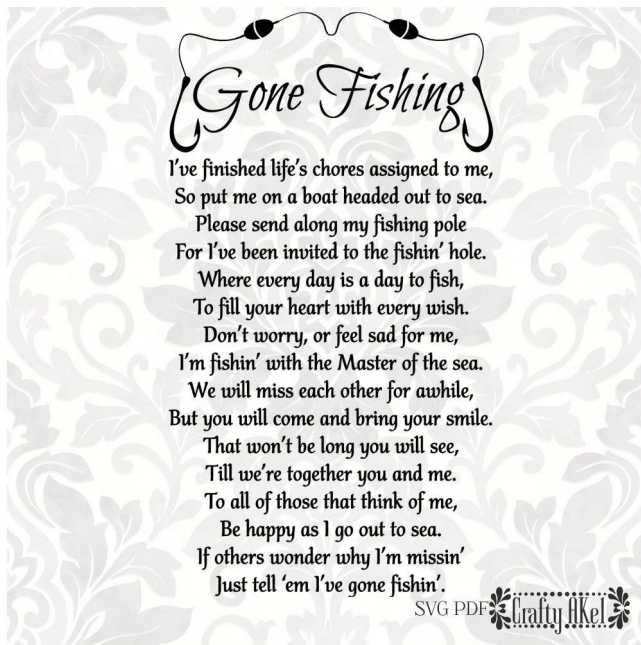 Gone Fishing
I've finished life's chores assigned to me,
So put me on a boat headed out to sea.
Please send along my fishing pole
For I've been invited to the fishin' hole.
Where every day is a day to fish,
To fill your heart with every wish.
Don't worry, or feel sad for me,
I'm fishin' with the Master of the sea.
We will miss each other for awhile,
But you will come and bring your smile.
That won't be long you will see,
Till we're together you and me.
To all of those that think of me,
Be happy as I go out to sea.
If others wonder why I'm missin'
Just tell 'em I've gone fishin'.
SVG PDF Crafty AKel